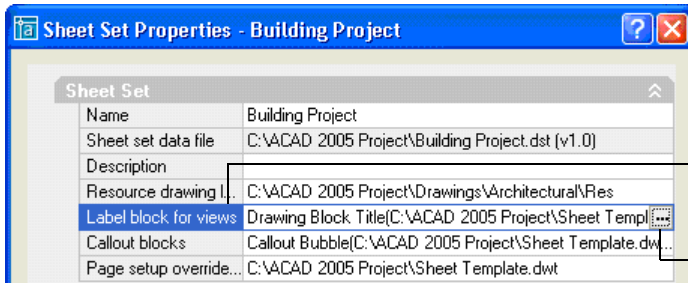 Sheet Set Properties - Building Project
Sheet Set
Name Building Project
Sheet set data file C:\ACAD 2005 Project\Building Project.dst (v1.0)
Description
Resource drawing l... C:\ACAD 2005 Project\Drawings\Architectural\Res
Label block for views Drawing Block Title(C:\ACAD 2005 Project\Sheet Templ ...
Callout blocks Callout Bubble(C:\ACAD 2005 Project\Sheet Template.dw...
Page setup override... C:\ACAD 2005 Project\Sheet Template.dwt